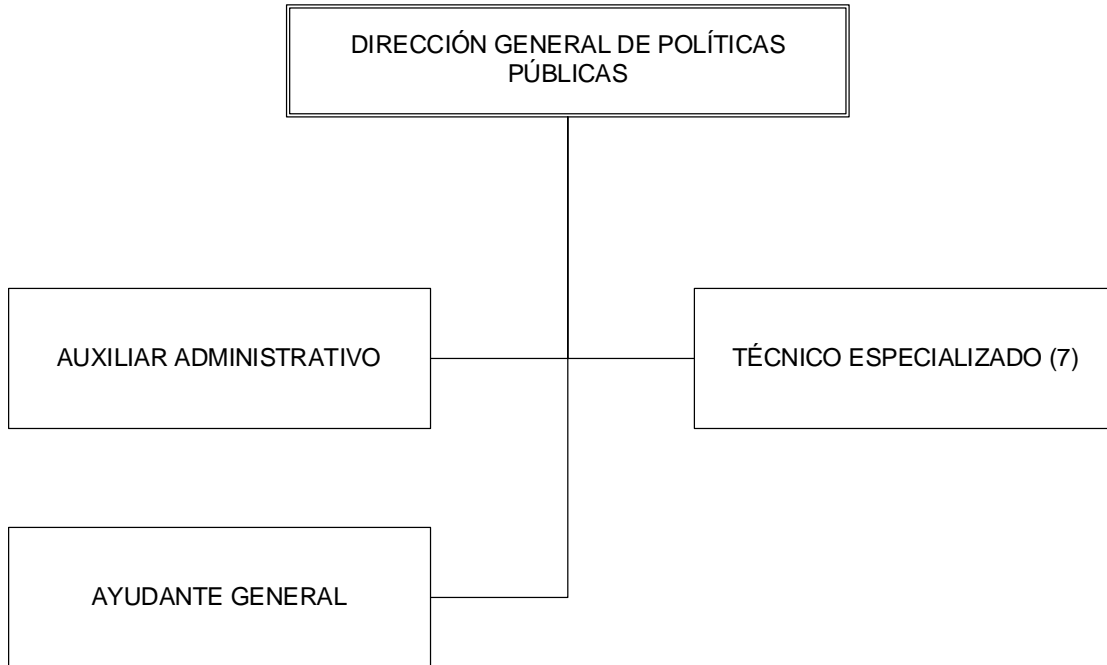 DIRECCIÓN GENERAL DE POLÍTICAS
PÚBLICAS
AUXILIAR ADMINISTRATIVO
TÉCNICO ESPECIALIZADO (7)
AYUDANTE GENERAL